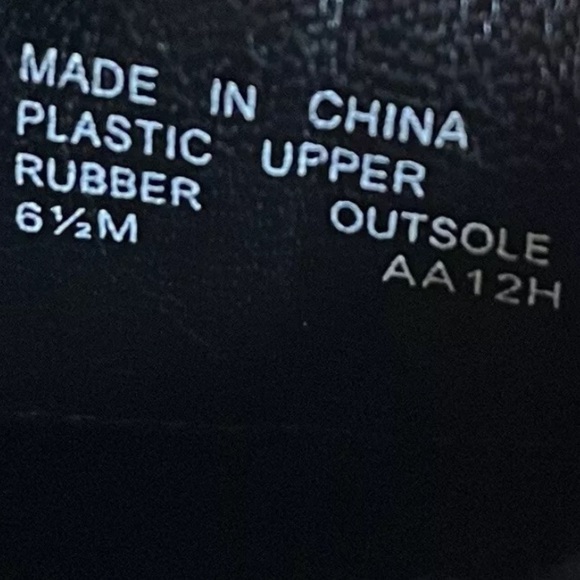 MADE IN CHINA
PLASTIC UPPER
RUBBER OUTSOLE
6½M AA12H